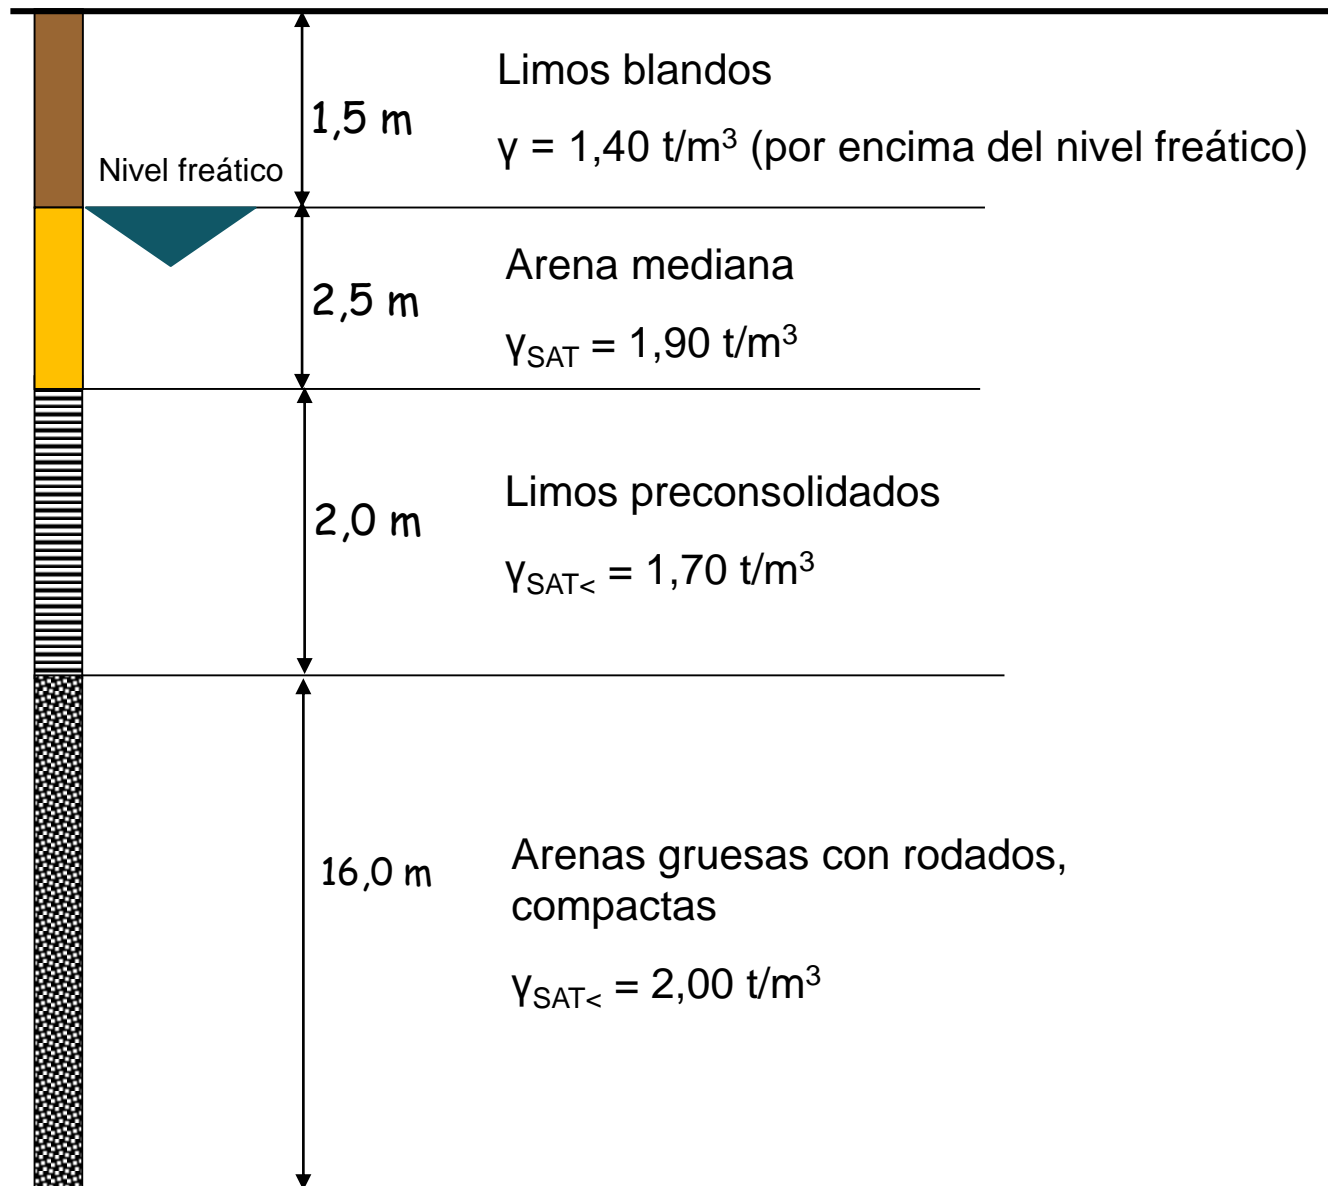 Limos blandos
1,5 m
γ = 1,40 t/m³ (por encima del nivel freático)
Nivel freático
Arena mediana
2,5 m
γSAT = 1,90 t/m³
Limos preconsolidados
2,0 m
γSAT< = 1,70 t/m³
16,0 m
Arenas gruesas con rodados,
compactas
γSAT< = 2,00 t/m³